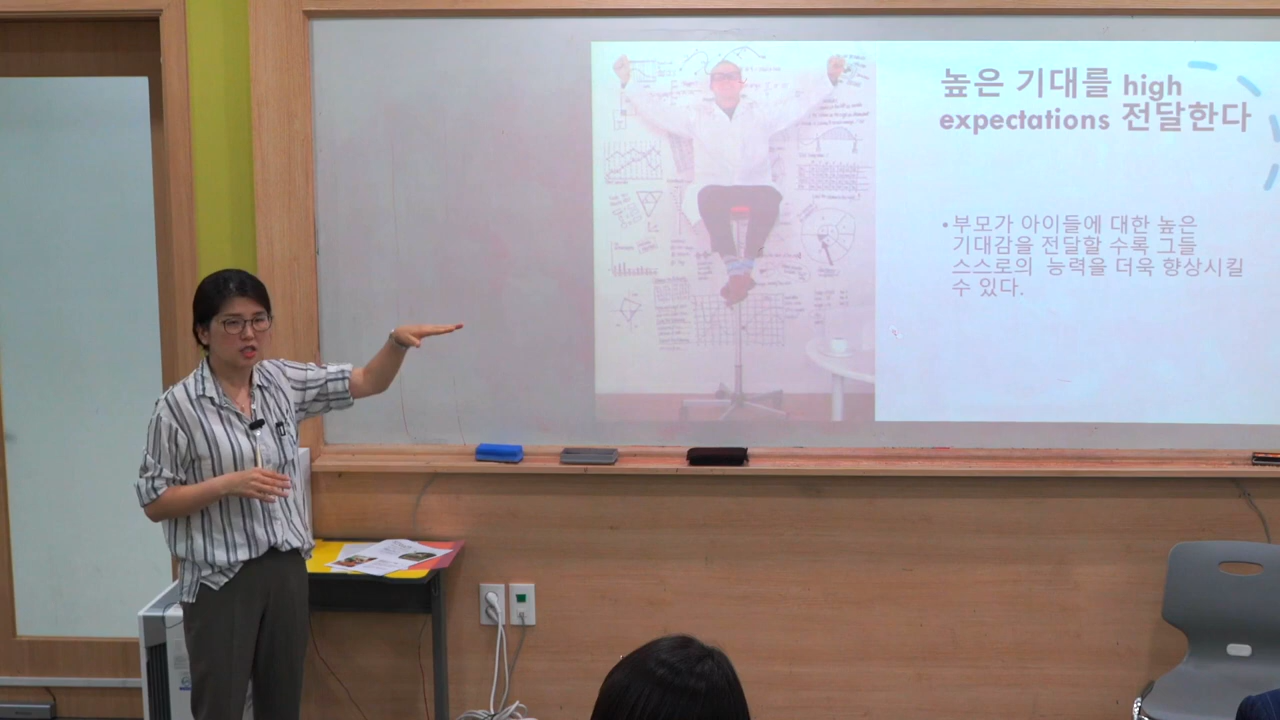 높은 기대를 high
expectations 전달한다
• 부모가 아이들에 대한 높은
기대감을 전달할 수록 그들
스스로의 능력을 더욱 향상시킬
수 있다.